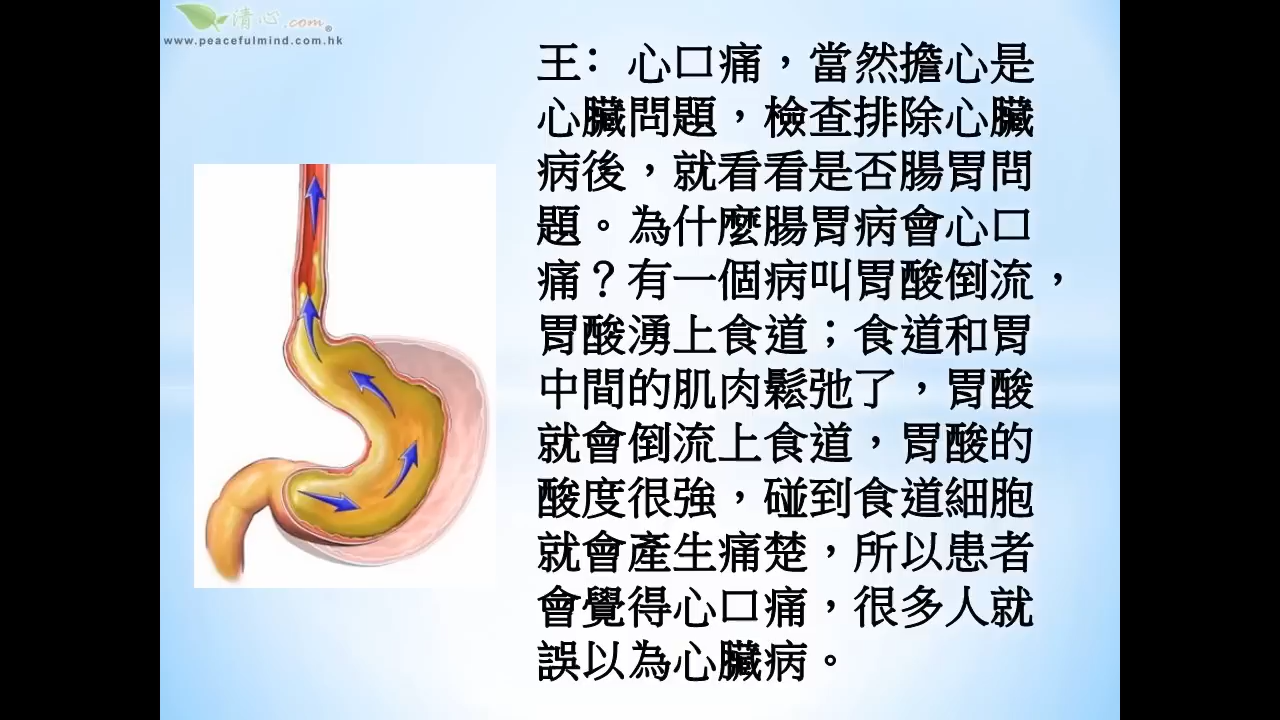 清心.com®
www.peacefulmind.com.hk
王：心口痛，當然擔心是
心臟問題，檢查排除心臟
病後，就看看是否腸胃問
題。為什麼腸胃病會心口
痛？有一個病叫胃酸倒流，
胃酸湧上食道；食道和胃
中間的肌肉鬆弛了，胃酸
就會倒流上食道，胃酸的
酸度很強，碰到食道細胞
就會產生痛楚，所以患者
會覺得心口痛，很多人就
誤以為心臟病。